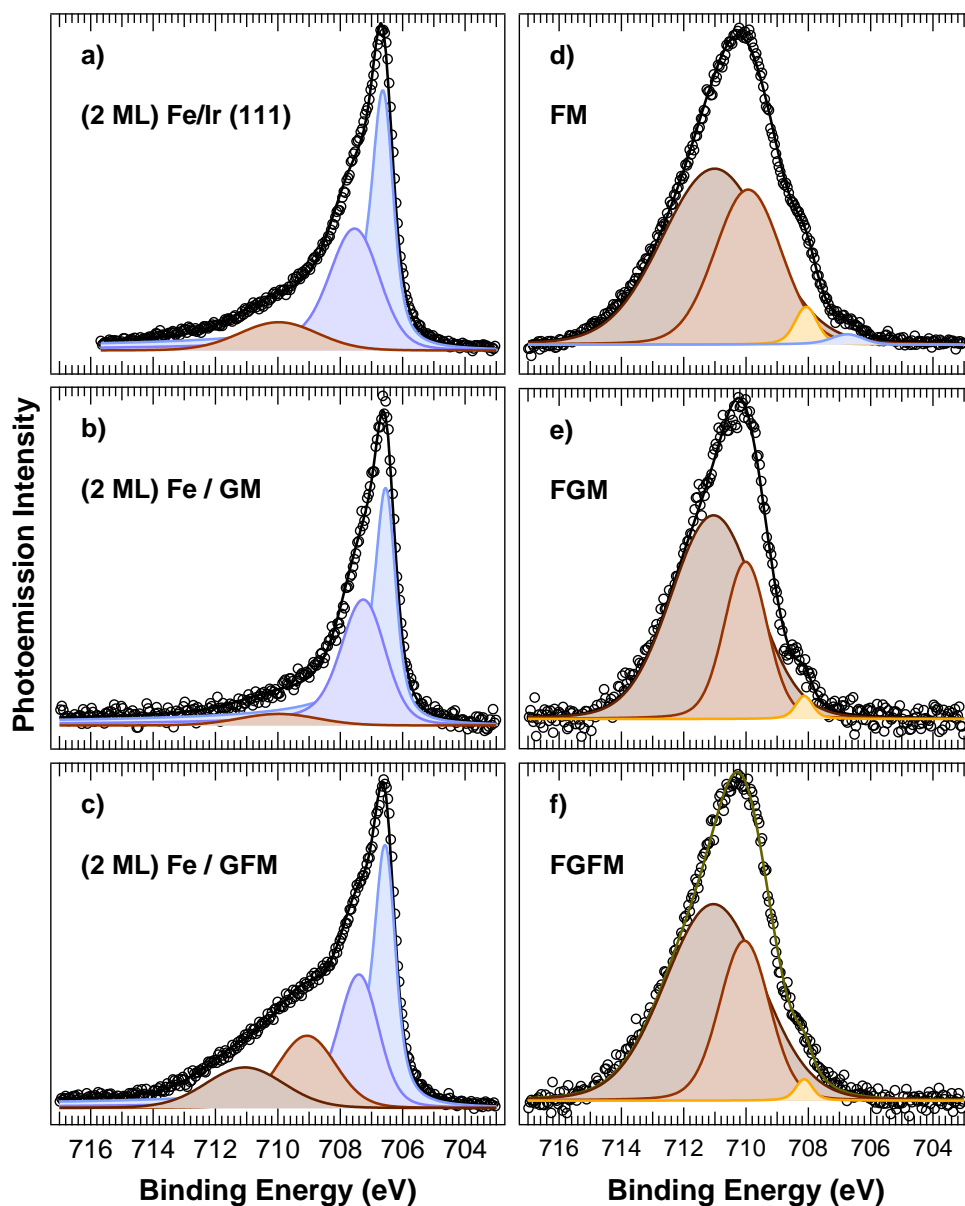 a)
(2 ML) Fe/Ir (111)
d)
FM
b)
(2 ML) Fe / GM
e)
FGM
c)
(2 ML) Fe / GFM
f)
FGFM
Photoemission Intensity
716 714 712 710 708 706 704
716 714 712 710 708 706 704
Binding Energy (eV)
Binding Energy (eV)